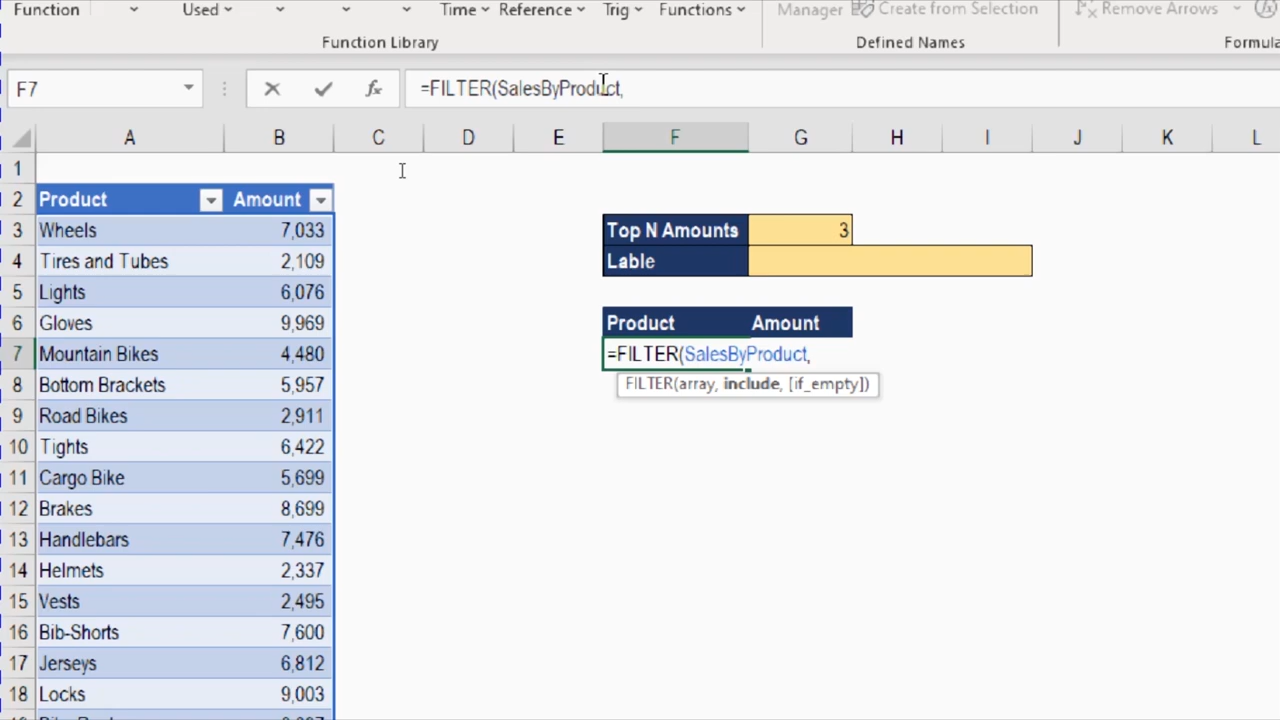 Function Used Time Reference Trig Functions Manager Create from Selection Remove Arrows
Function Library Defined Names Formula
F7 fx =FILTER(SalesByProduct,
A B C D E F G H I J K L
1
2 Product Amount
3 Wheels 7,033 Top N Amounts 3
4 Tires and Tubes 2,109 Lable
5 Lights 6,076
6 Gloves 9,969 Product Amount
7 Mountain Bikes 4,480 =FILTER(SalesByProduct,
8 Bottom Brackets 5,957 FILTER(array, include, [if_empty])
9 Road Bikes 2,911
10 Tights 6,422
11 Cargo Bike 5,699
12 Brakes 8,699
13 Handlebars 7,476
14 Helmets 2,337
15 Vests 2,495
16 Bib-Shorts 7,600
17 Jerseys 6,812
18 Locks 9,003